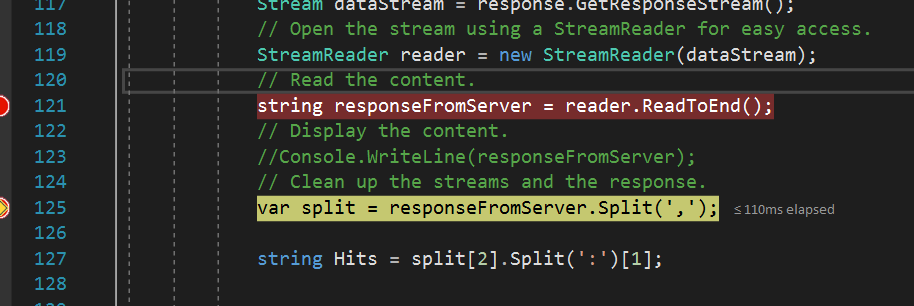 117 Stream dataStream = response.GetResponseStream();
118 // Open the stream using a StreamReader for easy access.
119 StreamReader reader = new StreamReader(dataStream);
120 // Read the content.
121 string responseFromServer = reader.ReadToEnd();
122 // Display the content.
123 //Console.WriteLine(responseFromServer);
124 // Clean up the streams and the response.
125 var split = responseFromServer.Split(','); ≤110ms elapsed
126
127 string Hits = split[2].Split(':')[1];
128